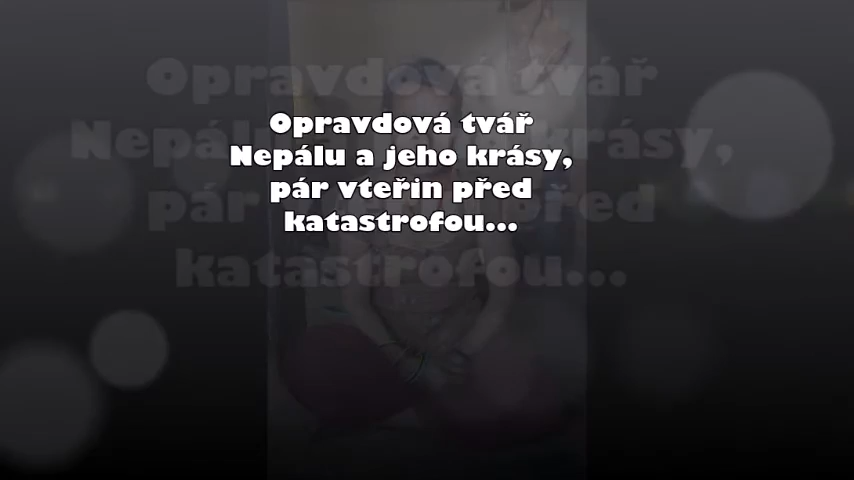 Opravdová tvář
Nepálu a jeho krásy,
pár vteřin před
katastrofou...